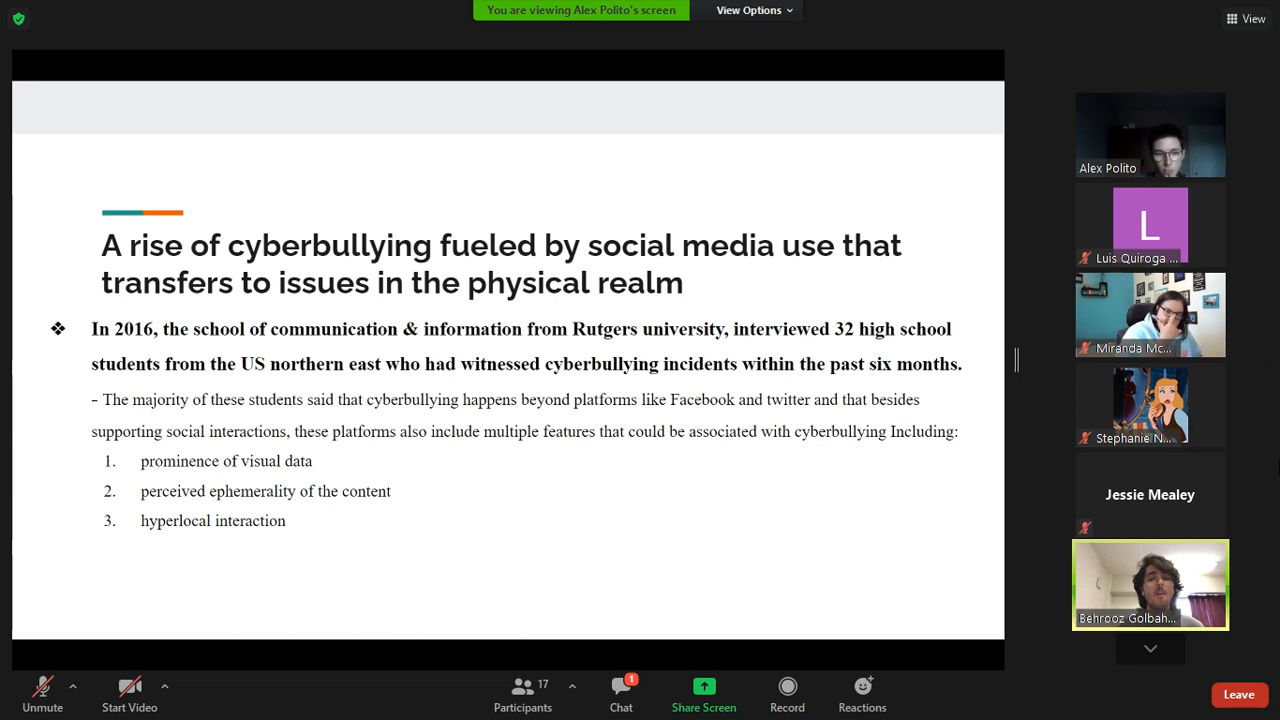 You are viewing Alex Polito's screen
View Options
View
A rise of cyberbullying fueled by social media use that
transfers to issues in the physical realm
❖ In 2016, the school of communication & information from Rutgers university, interviewed 32 high school
students from the US northern east who had witnessed cyberbullying incidents within the past six months.
- The majority of these students said that cyberbullying happens beyond platforms like Facebook and twitter and that besides
supporting social interactions, these platforms also include multiple features that could be associated with cyberbullying Including:
1. prominence of visual data
2. perceived ephemerality of the content
3. hyperlocal interaction
Alex Polito
L
Luis Quiroga ...
Miranda Mc...
Stephanie N...
Jessie Mealey
Behrooz Golbah...
Unmute
Start Video
17
Participants
1
Chat
Share Screen
Record
Reactions
Leave